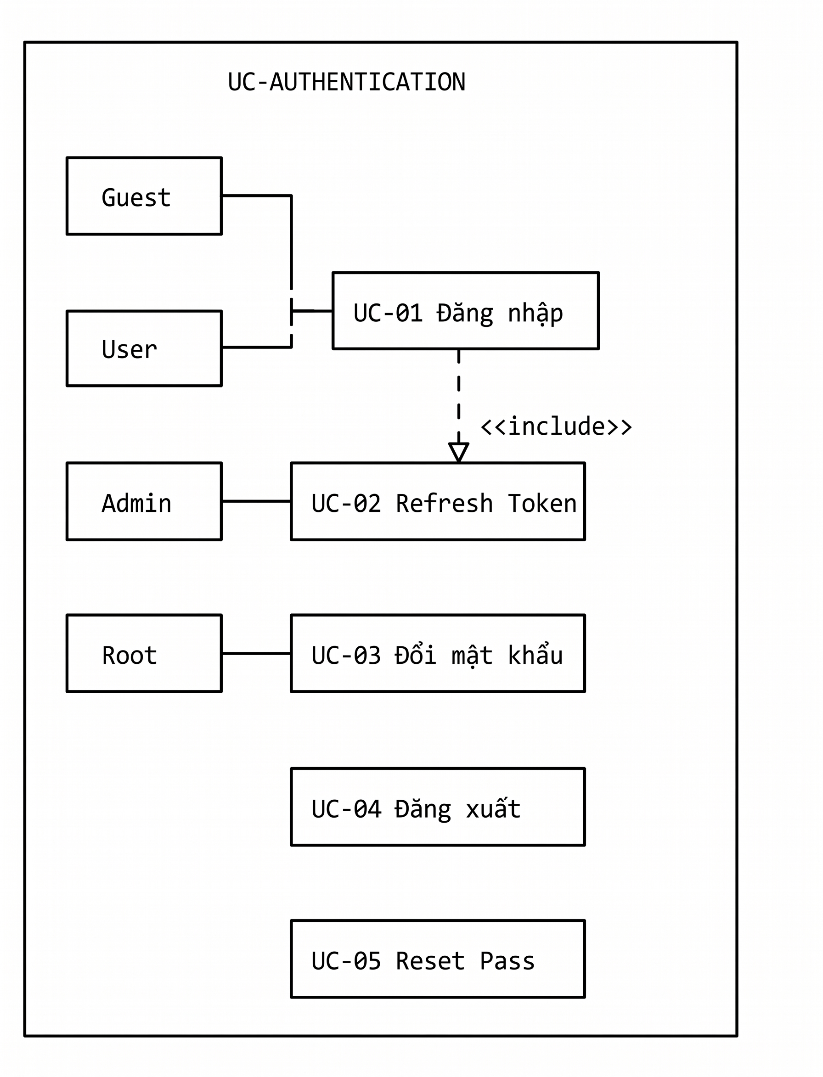 UC-AUTHENTICATION
Guest
UC-01 Đăng nhập
User
<<include>>
Admin
UC-02 Refresh Token
Root
UC-03 Đổi mật khẩu
UC-04 Đăng xuất
UC-05 Reset Pass